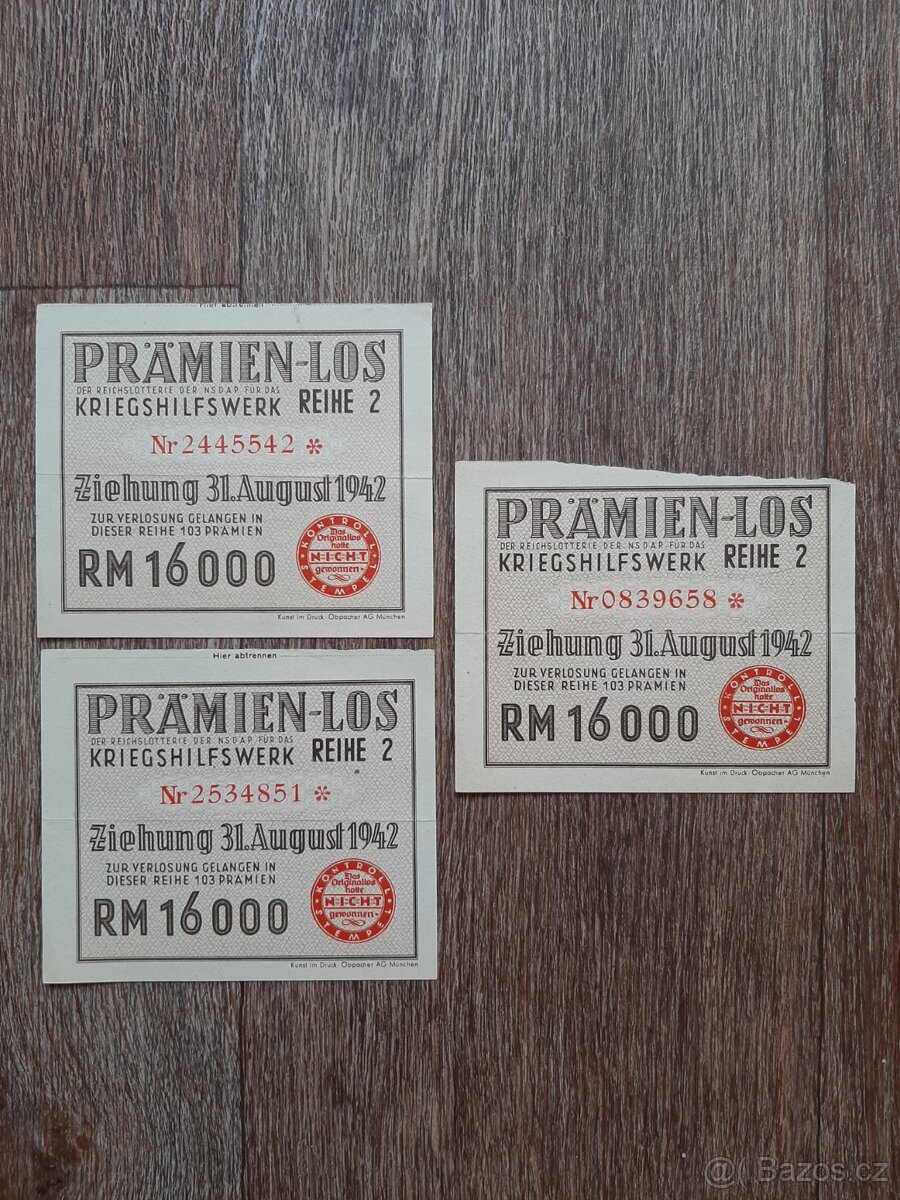 Hier abtrennen
PRÄMIEN-LOS
DER REICHSLOTTERIE DER NSDAP. FÜR DAS
KRIEGSHILFSWERK REIHE 2
Nr 2445542 *
Ziehung 31. August 1942
ZUR VERLOSUNG GELANGEN IN
DIESER REIHE 103 PRÄMIEN
RM 16000
KONTROLL
Das
Originallos
hatte
N·I·C·H·T
gewonnen
STEMPEL
Kunst im Druck · Obpacher AG München
Hier abtrennen
PRÄMIEN-LOS
DER REICHSLOTTERIE DER NSDAP. FÜR DAS
KRIEGSHILFSWERK REIHE 2
Nr 2534851 *
Ziehung 31. August 1942
ZUR VERLOSUNG GELANGEN IN
DIESER REIHE 103 PRÄMIEN
RM 16000
KONTROLL
Das
Originallos
hatte
N·I·C·H·T
gewonnen
STEMPEL
Kunst im Druck · Obpacher AG München
PRÄMIEN-LOS
DER REICHSLOTTERIE DER NSDAP. FÜR DAS
KRIEGSHILFSWERK REIHE 2
Nr 0839658 *
Ziehung 31. August 1942
ZUR VERLOSUNG GELANGEN IN
DIESER REIHE 103 PRÄMIEN
RM 16000
KONTROLL
Das
Originallos
hatte
N·I·C·H·T
gewonnen
STEMPEL
Kunst im Druck · Obpacher AG München
@ Bazos.cz